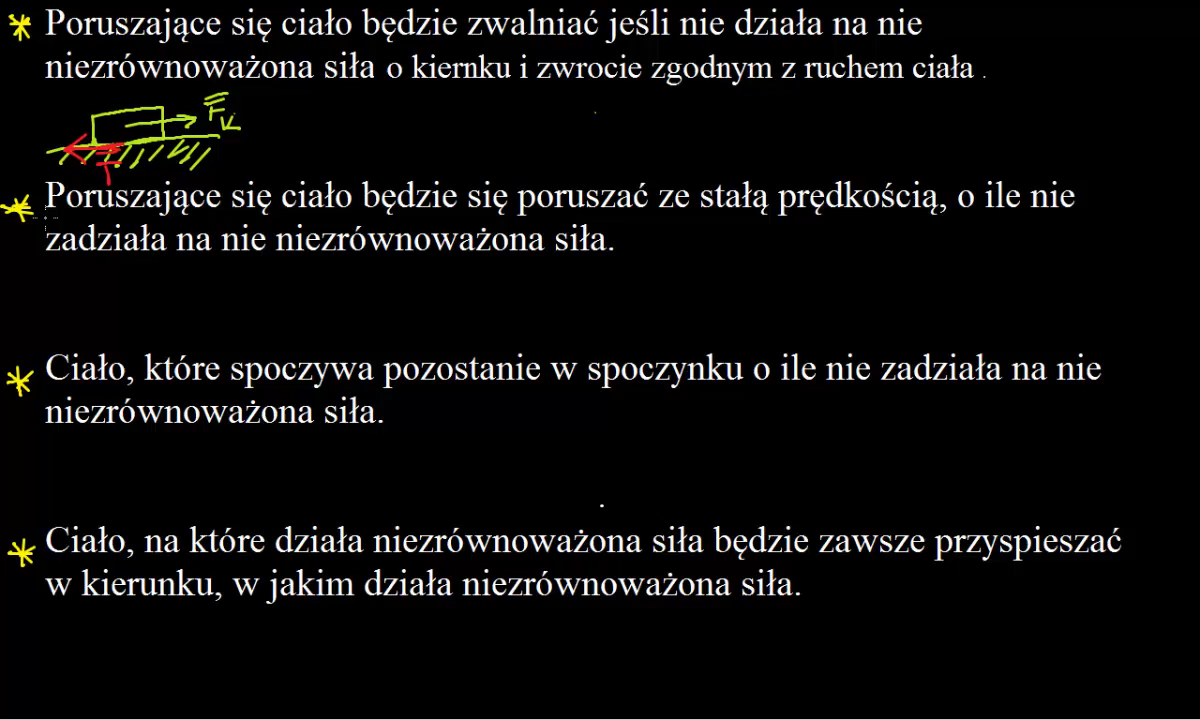 Poruszające się ciało będzie zwalniać jeśli nie działa na nie
niezrównoważona siła o kiernku i zwrocie zgodnym z ruchem ciała .
F
T
Poruszające się ciało będzie się poruszać ze stałą prędkością, o ile nie
zadziała na nie niezrównoważona siła.
Ciało, które spoczywa pozostanie w spoczynku o ile nie zadziała na nie
niezrównoważona siła.
Ciało, na które działa niezrównoważona siła będzie zawsze przyspieszać
w kierunku, w jakim działa niezrównoważona siła.